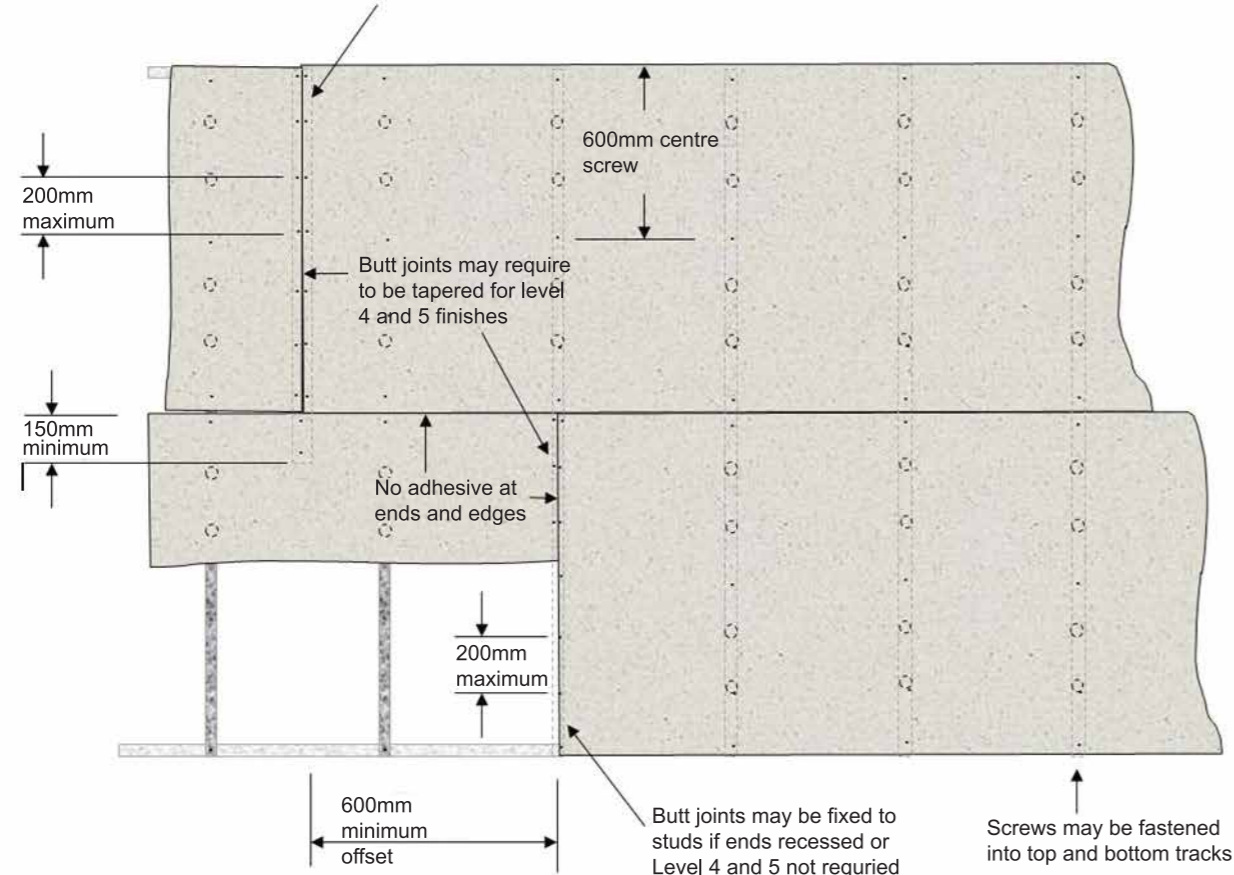 600mm centre
screw
200mm
maximum
Butt joints may require
to be tapered for level
4 and 5 finishes
150mm
minimum
No adhesive at
ends and edges
200mm
maximum
600mm
minimum
offset
Butt joints may be fixed to
studs if ends recessed or
Level 4 and 5 not requried
Screws may be fastened
into top and bottom tracks